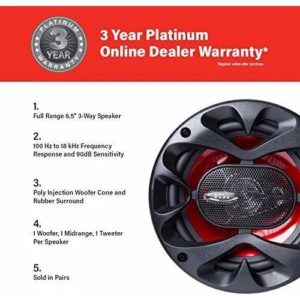 PLATINUM
3
YEAR
WARRANTY
3 Year Platinum
Online Dealer Warranty*
1.
Full Range 6.5" 3-Way Speaker
2.
100 Hz to 18 kHz Frequency
Response and 90dB Sensitivity
3.
Poly Injection Woofer Cone and
Rubber Surround
4.
1 Woofer, 1 Midrange, 1 Tweeter
Per Speaker
5.
Sold in Pairs